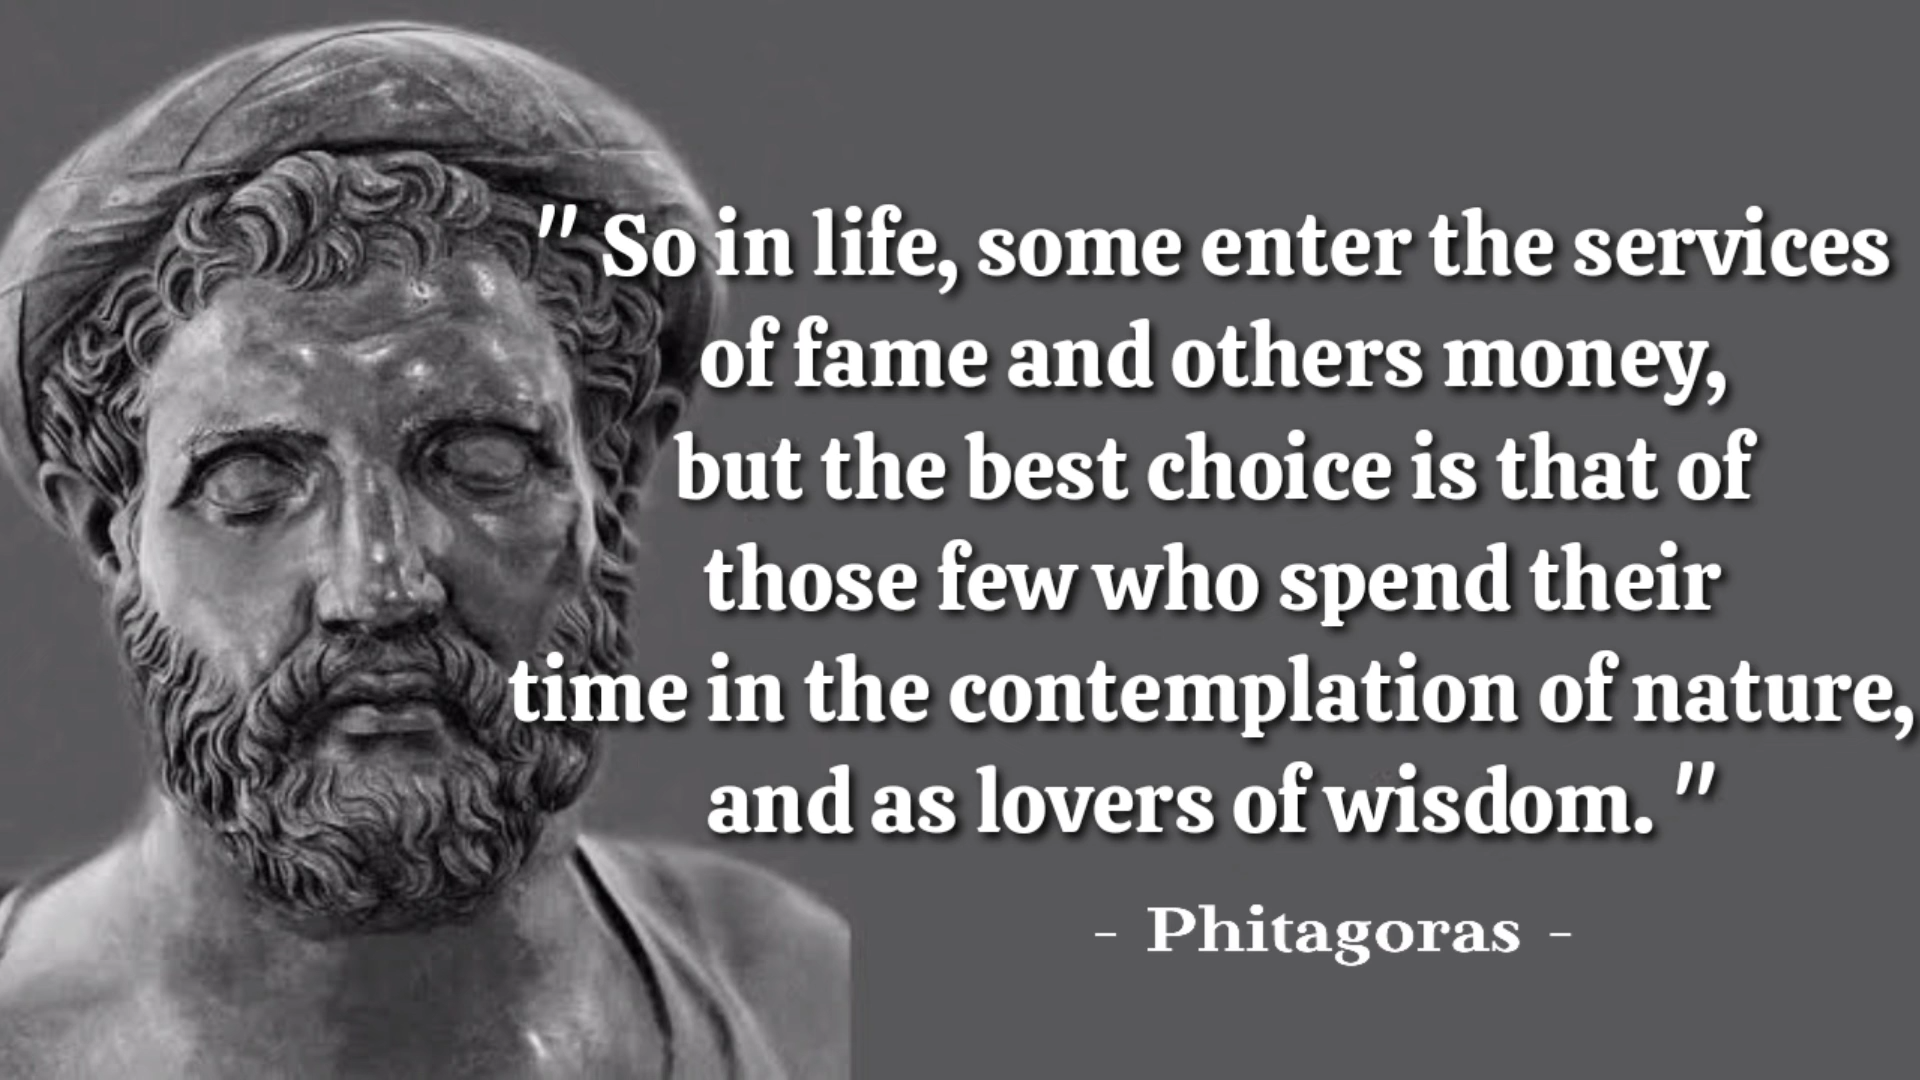 " So in life, some enter the services
of fame and others money,
but the best choice is that of
those few who spend their
time in the contemplation of nature,
and as lovers of wisdom. "
- Phitagoras -